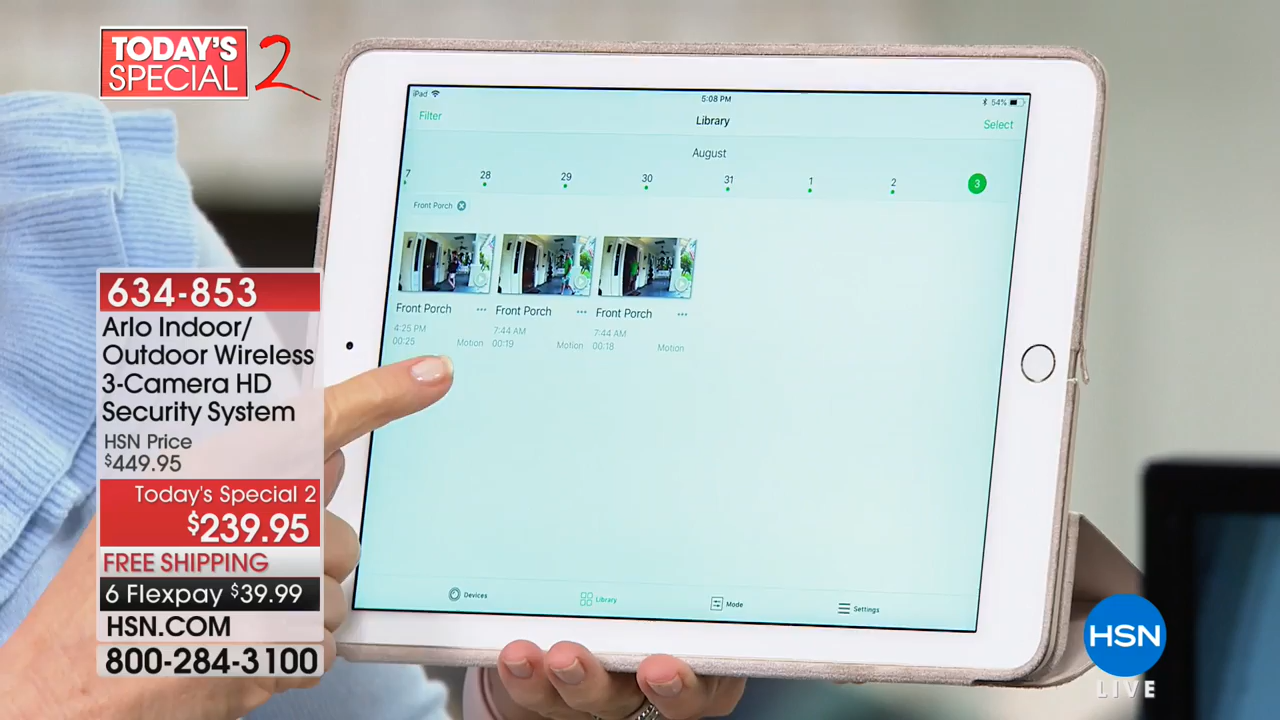 TODAY'S
SPECIAL 2
634-853
Arlo Indoor/
Outdoor Wireless
3-Camera HD
Security System
HSN Price
$449.95
Today's Special 2
$239.95
FREE SHIPPING
6 Flexpay $39.99
HSN.COM
800-284-3100
iPad 5:08 PM 54%
Filter Library Select
August
7 28 29 30 31 1 2 3
Front Porch
Front Porch ••• Front Porch ••• Front Porch •••
4:25 PM 7:44 AM 7:44 AM
00:25 Motion 00:19 Motion 00:18 Motion
Devices Library Mode Settings
HSN
LIVE